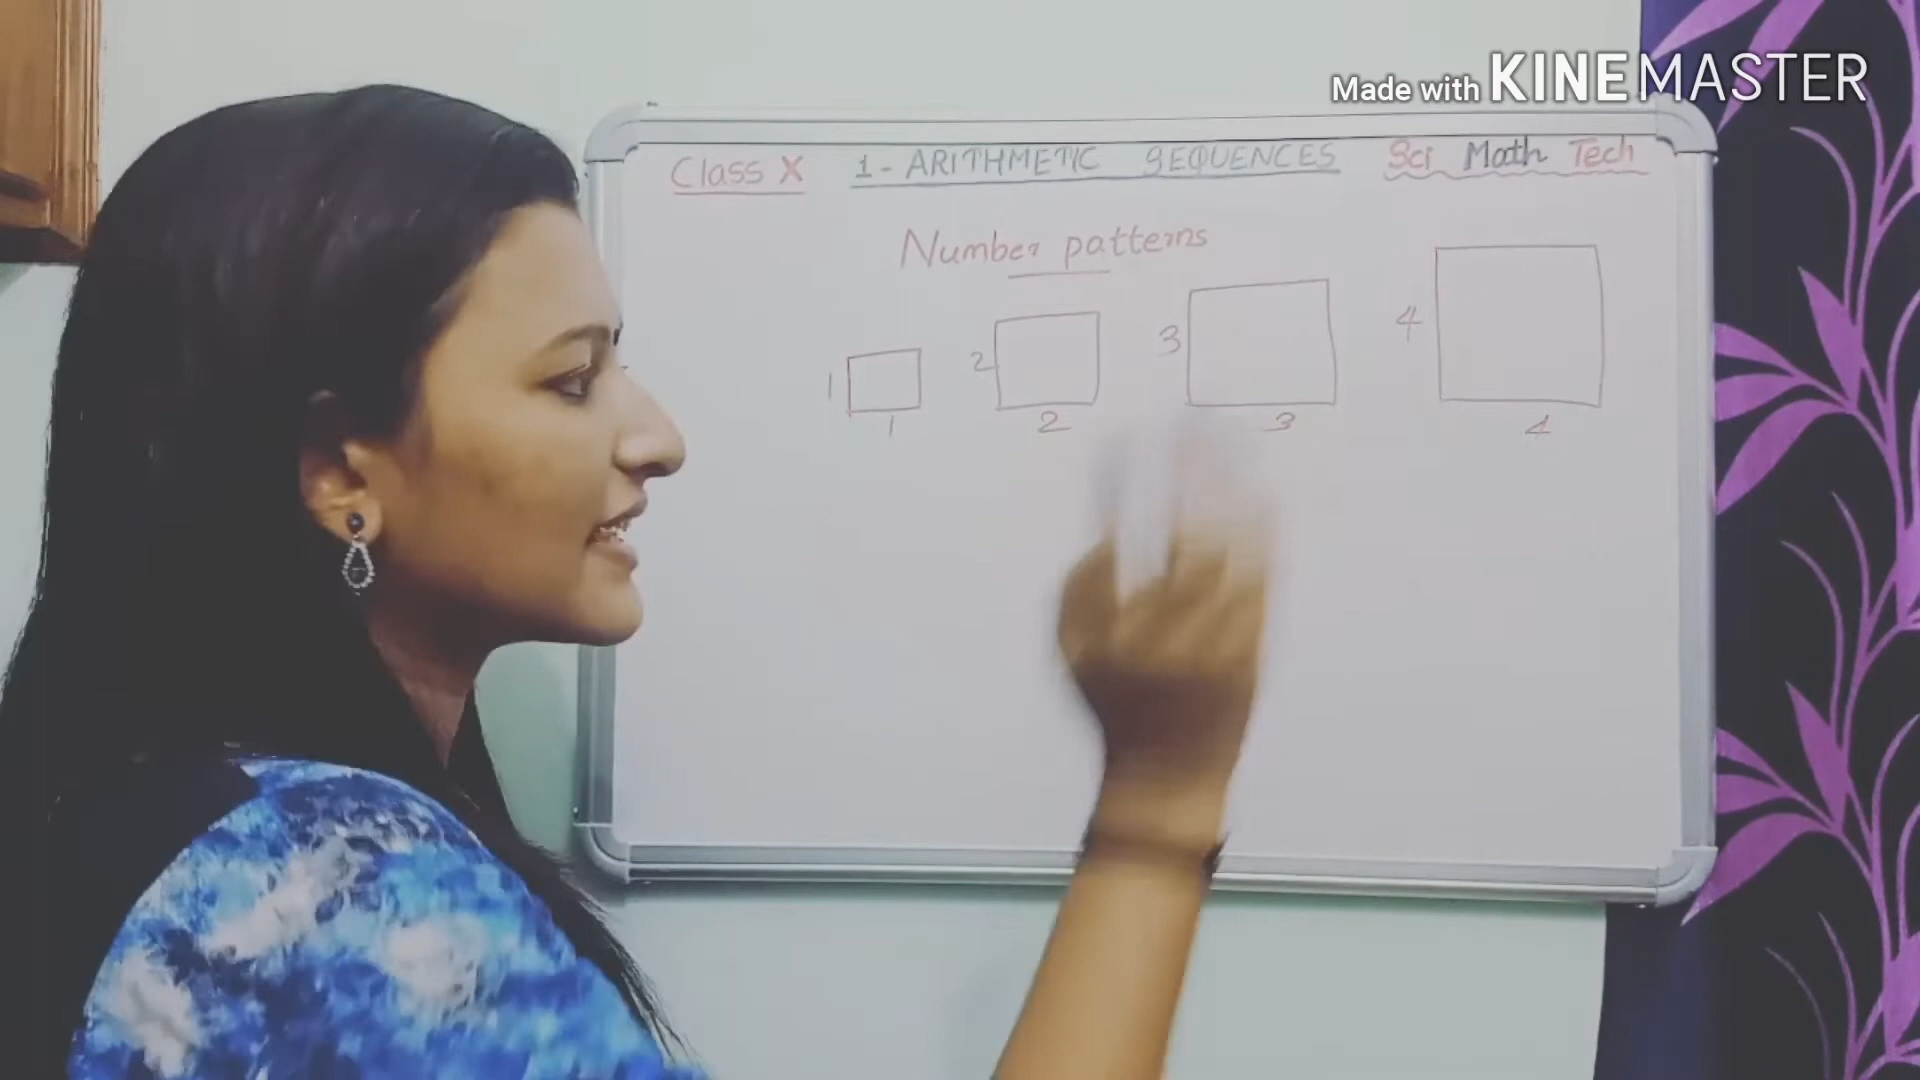 Made with KINEMASTER
Class X 1 - ARITHMETIC SEQUENCES Sci Math Tech
Number patterns
1 2 3 4
1 2 3 4